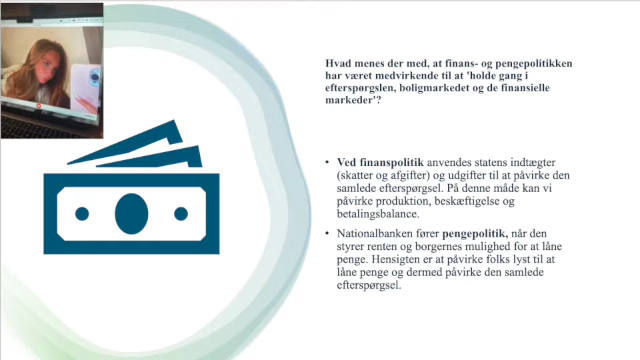 Hvad menes der med, at finans- og pengepolitikken
har været medvirkende til at 'holde gang i
efterspørgslen, boligmarkedet og de finansielle
markeder'?
• Ved finanspolitik anvendes statens indtægter
(skatter og afgifter) og udgifter til at påvirke den
samlede efterspørgsel. På denne måde kan vi
påvirke produktion, beskæftigelse og
betalingsbalance.
• Nationalbanken fører pengepolitik, når den
styrer renten og borgernes mulighed for at låne
penge. Hensigten er at påvirke folks lyst til at
låne penge og dermed påvirke den samlede
efterspørgsel.